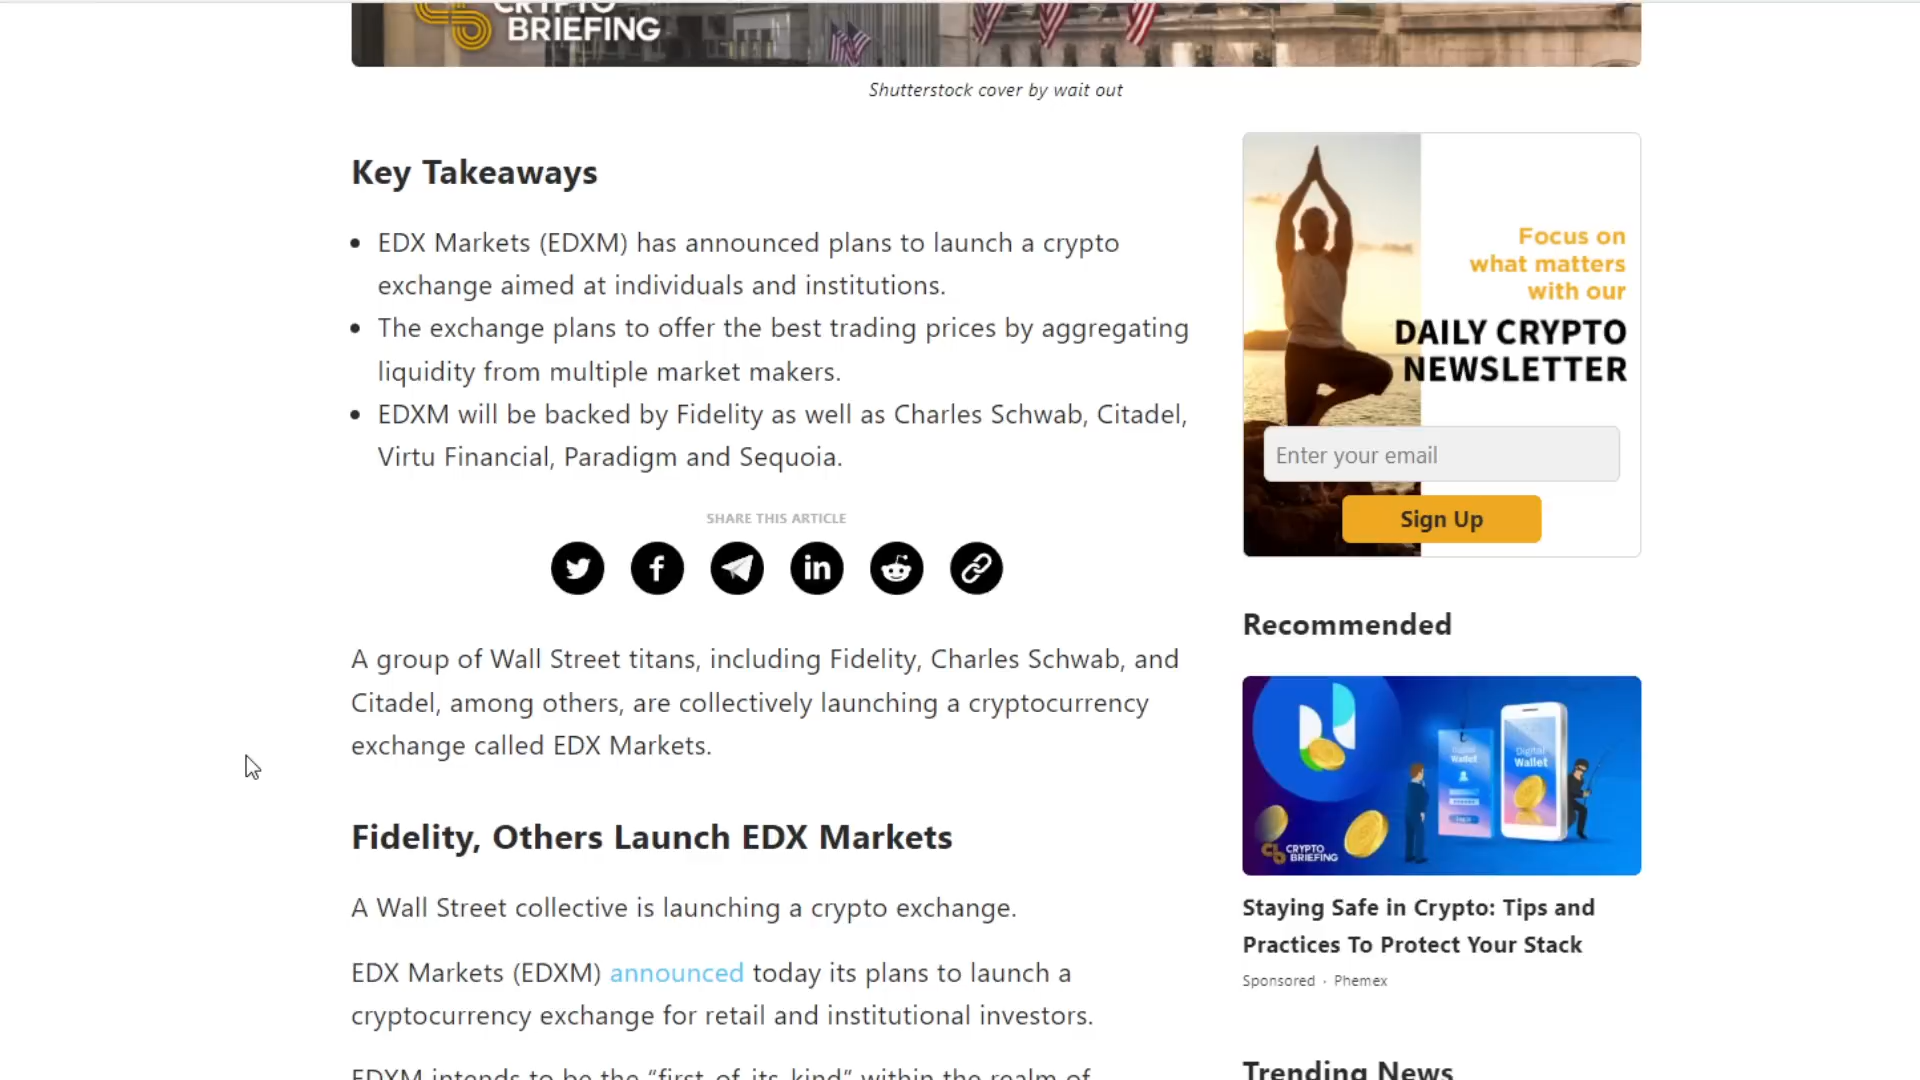 CRYPTO
BRIEFING
Shutterstock cover by wait out
Key Takeaways
• EDX Markets (EDXM) has announced plans to launch a crypto
exchange aimed at individuals and institutions.
• The exchange plans to offer the best trading prices by aggregating
liquidity from multiple market makers.
• EDXM will be backed by Fidelity as well as Charles Schwab, Citadel,
Virtu Financial, Paradigm and Sequoia.
SHARE THIS ARTICLE
A group of Wall Street titans, including Fidelity, Charles Schwab, and
Citadel, among others, are collectively launching a cryptocurrency
exchange called EDX Markets.
Fidelity, Others Launch EDX Markets
A Wall Street collective is launching a crypto exchange.
EDX Markets (EDXM) announced today its plans to launch a
cryptocurrency exchange for retail and institutional investors.
EDXM intends to be the “first-of-its-kind” within the realm of
Focus on
what matters
with our
DAILY CRYPTO
NEWSLETTER
Enter your email
Sign Up
Recommended
Digital
Wallet
Digital
Wallet
Log in
CRYPTO
BRIEFING
Staying Safe in Crypto: Tips and
Practices To Protect Your Stack
Sponsored · Phemex
Trending News